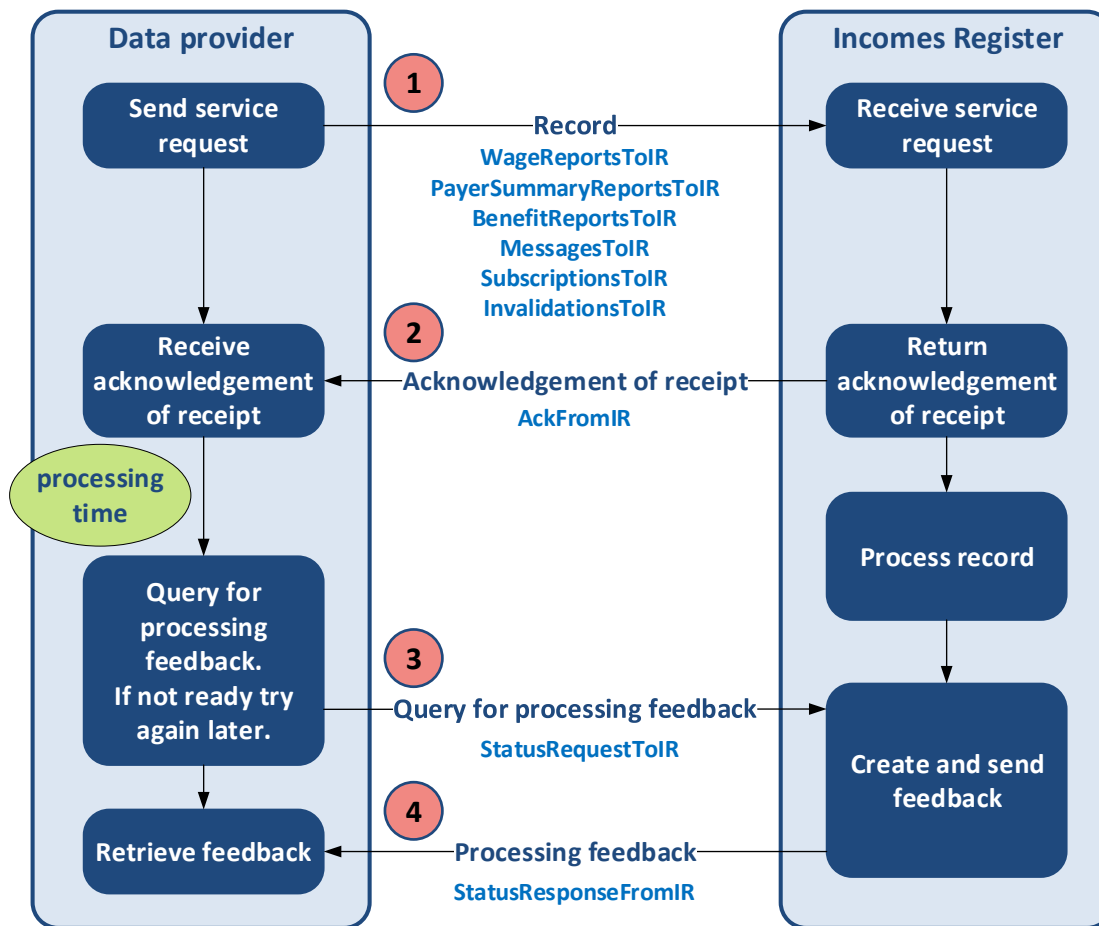 Data provider
Incomes Register
1
Send service
request
Record
Receive service
request
WageReportsToIR
PayerSummaryReportsToIR
BenefitReportsToIR
MessagesToIR
SubscriptionsToIR
InvalidationsToIR
2
Receive
acknowledgement
of receipt
Acknowledgement of receipt
AckFromIR
Return
acknowledgement
of receipt
processing
time
Process record
Query for
processing
feedback.
If not ready try
again later.
3
Query for processing feedback
StatusRequestToIR
Create and send
feedback
4
Retrieve feedback
Processing feedback
StatusResponseFromIR